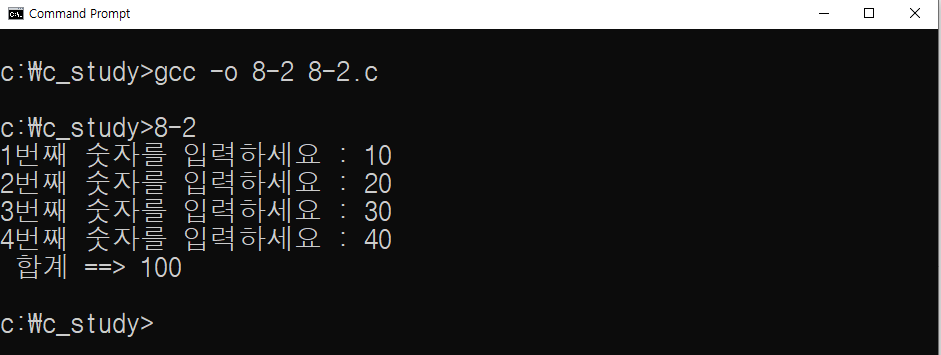 Command Prompt
c:₩c_study>gcc -o 8-2 8-2.c
c:₩c_study>8-2
1번째 숫자를 입력하세요 : 10
2번째 숫자를 입력하세요 : 20
3번째 숫자를 입력하세요 : 30
4번째 숫자를 입력하세요 : 40
합계 ==> 100
c:₩c_study>